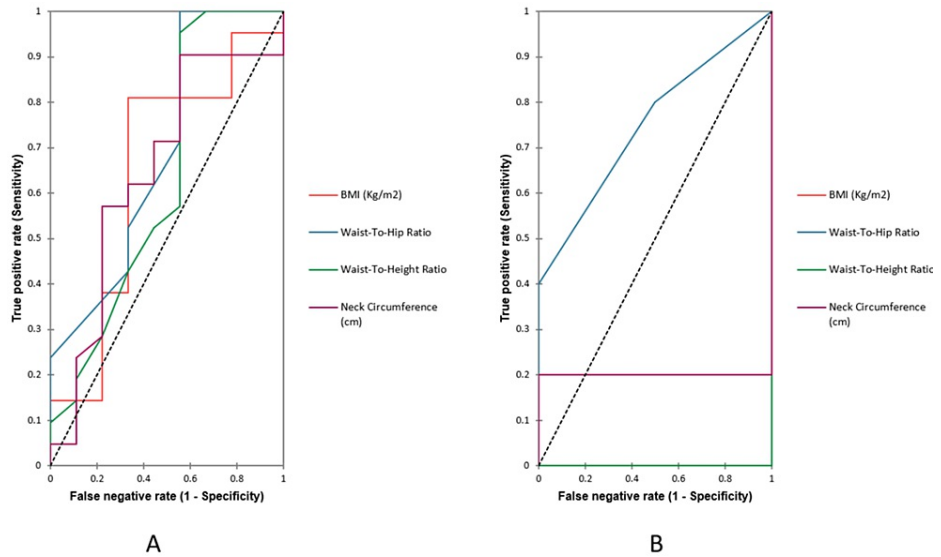 1
0.9
0.8
0.7
0.6
0.5
0.4
0.3
0.2
0.1
0
True positive rate (Sensitivity)
0 0.2 0.4 0.6 0.8 1
False negative rate (1 - Specificity)
BMI (Kg/m2)
Waist-To-Hip Ratio
Waist-To-Height Ratio
Neck Circumference
(cm)
A
1
0.9
0.8
0.7
0.6
0.5
0.4
0.3
0.2
0.1
0
True positive rate (Sensitivity)
0 0.2 0.4 0.6 0.8 1
False negative rate (1 - Specificity)
BMI (Kg/m2)
Waist-To-Hip Ratio
Waist-To-Height Ratio
Neck Circumference
(cm)
B